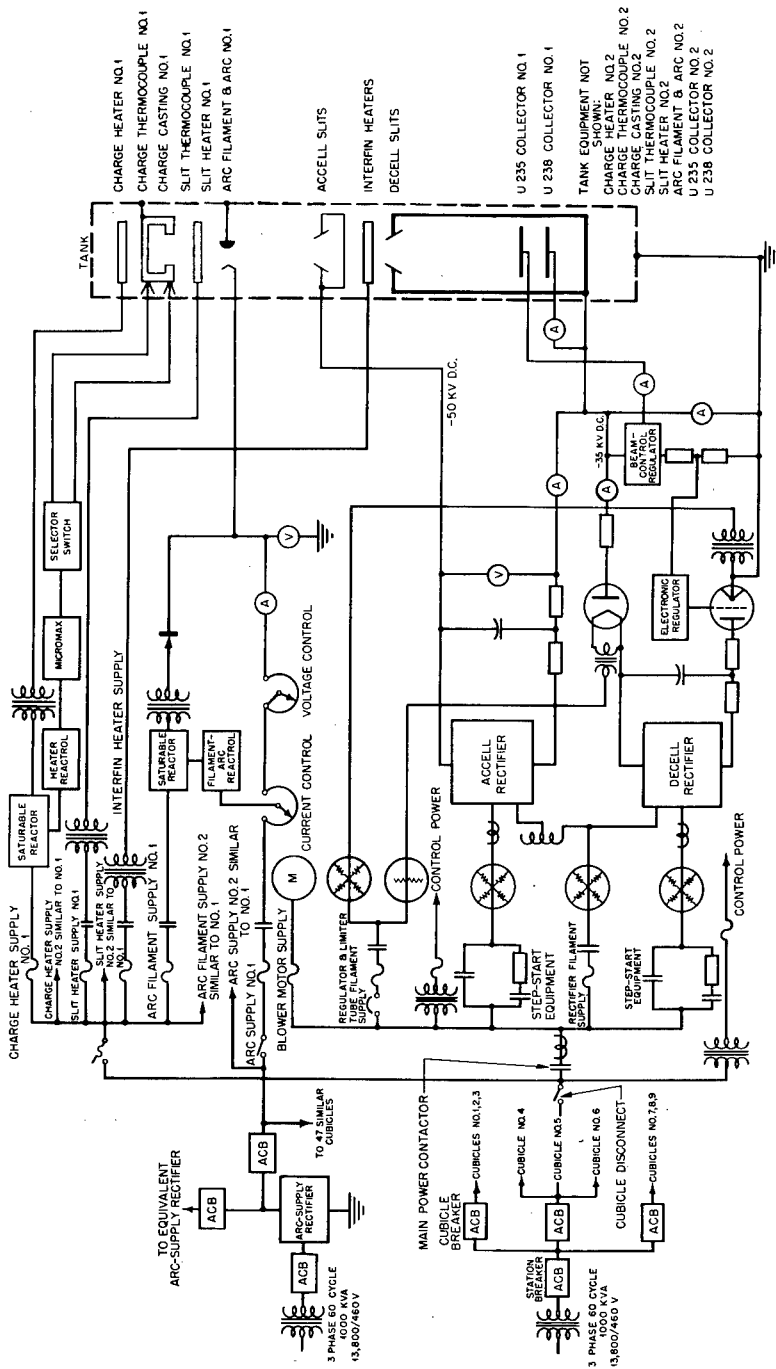 CHARGE HEATER NO.1
CHARGE THERMOCOUPLE NO.1
CHARGE CASTING NO.1
SLIT THERMOCOUPLE NO.1
SLIT HEATER NO.1
ARC FILAMENT & ARC NO.1
ACCELL SLITS
INTERFIN HEATERS
DECELL SLITS
U 235 COLLECTOR NO. 1
U 238 COLLECTOR NO. 1
TANK EQUIPMENT NOT
SHOWN:
CHARGE HEATER NO.2
CHARGE THERMOCOUPLE NO. 2
CHARGE CASTING NO.2
SLIT THERMOCOUPLE NO. 2
SLIT HEATER NO.2
ARC FILAMENT & ARC NO.2
U 235 COLLECTOR NO. 2
U 238 COLLECTOR NO. 2
TANK
SELECTOR
SWITCH
MICROMAX
HEATER
REACTROL
SATURABLE
REACTOR
CHARGE HEATER SUPPLY
NO. 1
CHARGE HEATER SUPPLY
NO.2 SIMILAR TO NO.1
SLIT HEATER SUPPLY NO.1
SLIT HEATER SUPPLY
NO.2 SIMILAR TO
NO.1
INTERFIN HEATER SUPPLY
ARC FILAMENT SUPPLY NO.1
ARC FILAMENT SUPPLY NO.2
SIMILAR TO NO.1
SATURABLE
REACTOR
FILAMENT-
ARC
REACTROL
CURRENT CONTROL
VOLTAGE CONTROL
A
V
ARC SUPPLY NO.2 SIMILAR
TO NO.1
ARC SUPPLY NO.1
BLOWER MOTOR SUPPLY
M
REGULATOR & LIMITER
TUBE FILAMENT
SUPPLY
CONTROL POWER
STEP-START
EQUIPMENT
RECTIFIER FILAMENT
SUPPLY
STEP-START
EQUIPMENT
CONTROL POWER
ACCELL
RECTIFIER
DECELL
RECTIFIER
-50 KV D.C.
V
A
A
-35 KV D.C.
A
A
A
BEAM-
CONTROL
REGULATOR
ELECTRONIC
REGULATOR
TO EQUIVALENT
ARC-SUPPLY RECTIFIER
ACB
ACB
TO 47 SIMILAR
CUBICLES
ARC-SUPPLY
RECTIFIER
ACB
3 PHASE 60 CYCLE
1000 KVA
13,800/460 V
MAIN POWER CONTACTOR
CUBICLE
BREAKER
ACB
CUBICLES NO.1,2,3
CUBICLE NO.4
ACB
CUBICLE NO.5
CUBICLE NO.6
CUBICLE DISCONNECT
ACB
CUBICLES NO.7,8,9
STATION
BREAKER
ACB
3 PHASE 60 CYCLE
1000 KVA
13,800/460 V